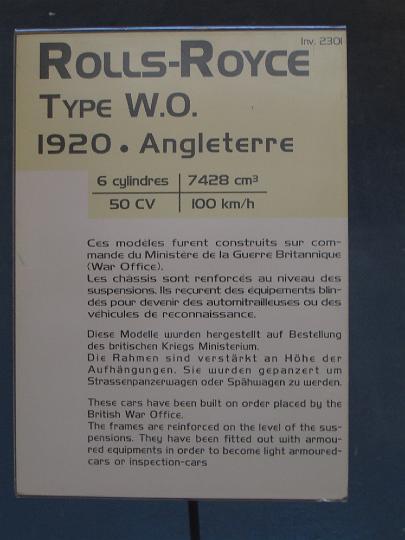 Inv. 2301
ROLLS-ROYCE
TYPE W.O.
1920 • Angleterre
6 cylindres | 7428 cm³
50 CV | 100 km/h
Ces modèles furent construits sur com-
mande du Ministère de la Guerre Britannique
(War Office).
Les châssis sont renforcés au niveau des
suspensions. Ils reçurent des équipements blin-
dés pour devenir des automitrailleuses ou des
véhicules de reconnaissance.
Diese Modelle wurden hergestellt auf Bestellung
des britischen Kriegs Ministerium.
Die Rahmen sind verstärkt an Höhe der
Aufhängungen. Sie wurden gepanzert um
Strassenpanzerwagen oder Spähwagen zu werden.
These cars have been built on order placed by the
British War Office.
The frames are reinforced on the level of the sus-
pensions. They have been fitted out with armou-
red equipments in order to become light armoured-
cars or inspection-cars